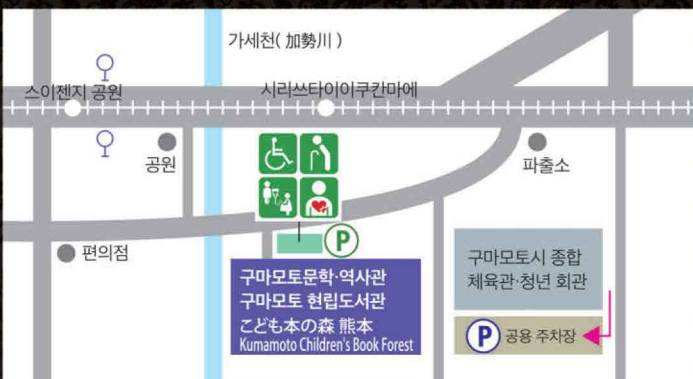 가세천( 加勢川 )
스이젠지 공원
시리쓰타이이쿠칸마에
공원
파출소
편의점
P
구마모토문학·역사관
구마모토 현립도서관
こども本の森 熊本
Kumamoto Children's Book Forest
구마모토시 종합
체육관·청년 회관
P 공용 주차장